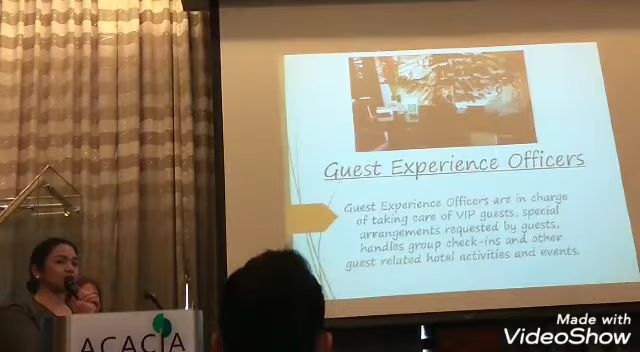 Guest Experience Officers
Guest Experience Officers are in charge
of taking care of VIP guests, special
arrangements requested by guests,
handles group check-ins and other
guest related hotel activities and events.
ACACIA
Made with
VideoShow